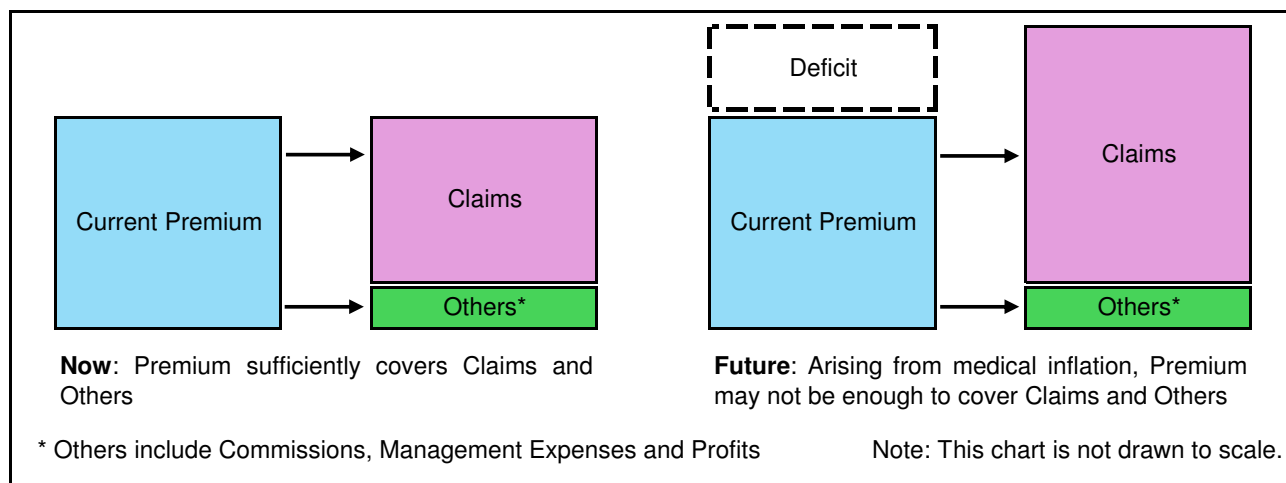 Deficit
Current Premium
Claims
Others*
Current Premium
Claims
Others*
Now: Premium sufficiently covers Claims and
Others
Future: Arising from medical inflation, Premium
may not be enough to cover Claims and Others
* Others include Commissions, Management Expenses and Profits
Note: This chart is not drawn to scale.